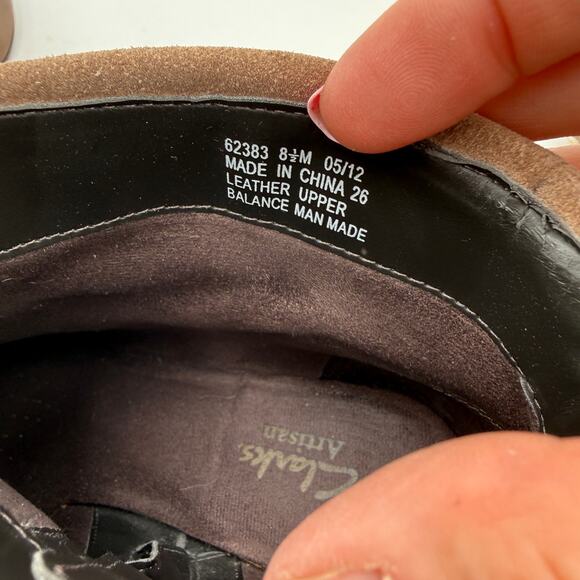 62383 8½M 05/12
MADE IN CHINA 26
LEATHER UPPER
BALANCE MAN MADE
Clarks.
Artisan